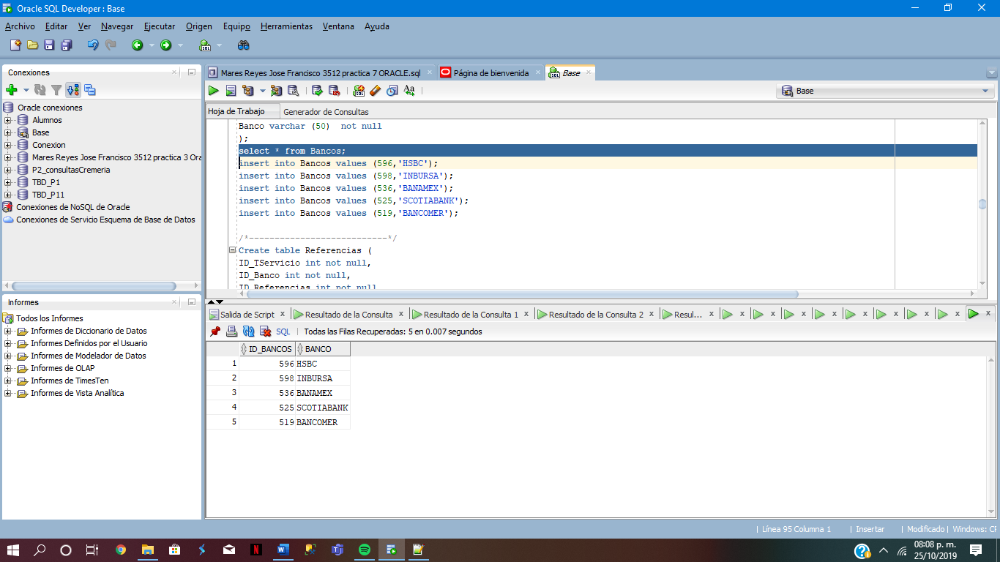 Oracle SQL Developer : Base
Archivo Editar Ver Navegar Ejecutar Origen Equipo Herramientas Ventana Ayuda
Conexiones
Oracle conexiones
Alumnos
Base
Conexion
Mares Reyes Jose Francisco 3512 practica 3 Ora
P2_consultasCremeria
TBD_P1
TBD_P11
Conexiones de NoSQL de Oracle
Conexiones de Servicio Esquema de Base de Datos
Informes
Todos los Informes
Informes de Diccionario de Datos
Informes Definidos por el Usuario
Informes de Modelador de Datos
Informes de OLAP
Informes de TimesTen
Informes de Vista Analítica
Mares Reyes Jose Francisco 3512 practica 7 ORACLE.sql
Página de bienvenida
Base
Base
Hoja de Trabajo
Generador de Consultas
Banco varchar (50)  not null
);
select * from Bancos;
insert into Bancos values (596,'HSBC');
insert into Bancos values (598,'INBURSA');
insert into Bancos values (536,'BANAMEX');
insert into Bancos values (525,'SCOTIABANK');
insert into Bancos values (519,'BANCOMER');
/*---------------------------*/
Create table Referencias (
ID_TServicio int not null,
ID_Banco int not null,
ID_Referencias int not null
Salida de Script x Resultado de la Consulta x Resultado de la Consulta 1 x Resultado de la Consulta 2 x Resul... x x x x x x x x x x
SQL | Todas las Filas Recuperadas: 5 en 0.007 segundos
ID_BANCOS BANCO
1 596 HSBC
2 598 INBURSA
3 536 BANAMEX
4 525 SCOTIABANK
5 519 BANCOMER
| Línea 95 Columna 1 | Insertar | Modificado | Windows: CF
08:08 p. m.
25/10/2019